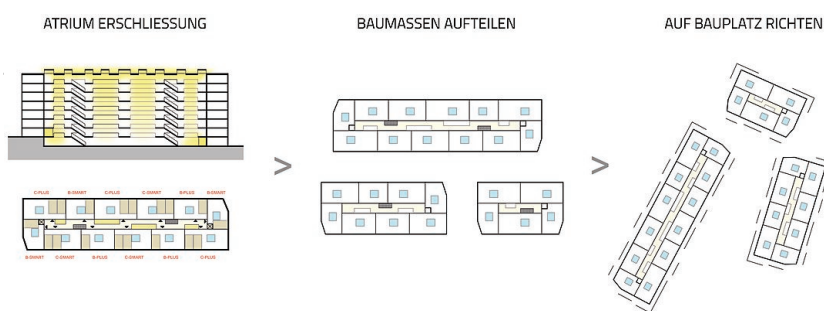 ATRIUM ERSCHLIESSUNG
BAUMASSEN AUFTEILEN
AUF BAUPLATZ RICHTEN
>
>
C-PLUS B-SMART C-PLUS C-SMART B-PLUS B-SMART
B-SMART C-SMART B-PLUS C-SMART B-PLUS C-PLUS